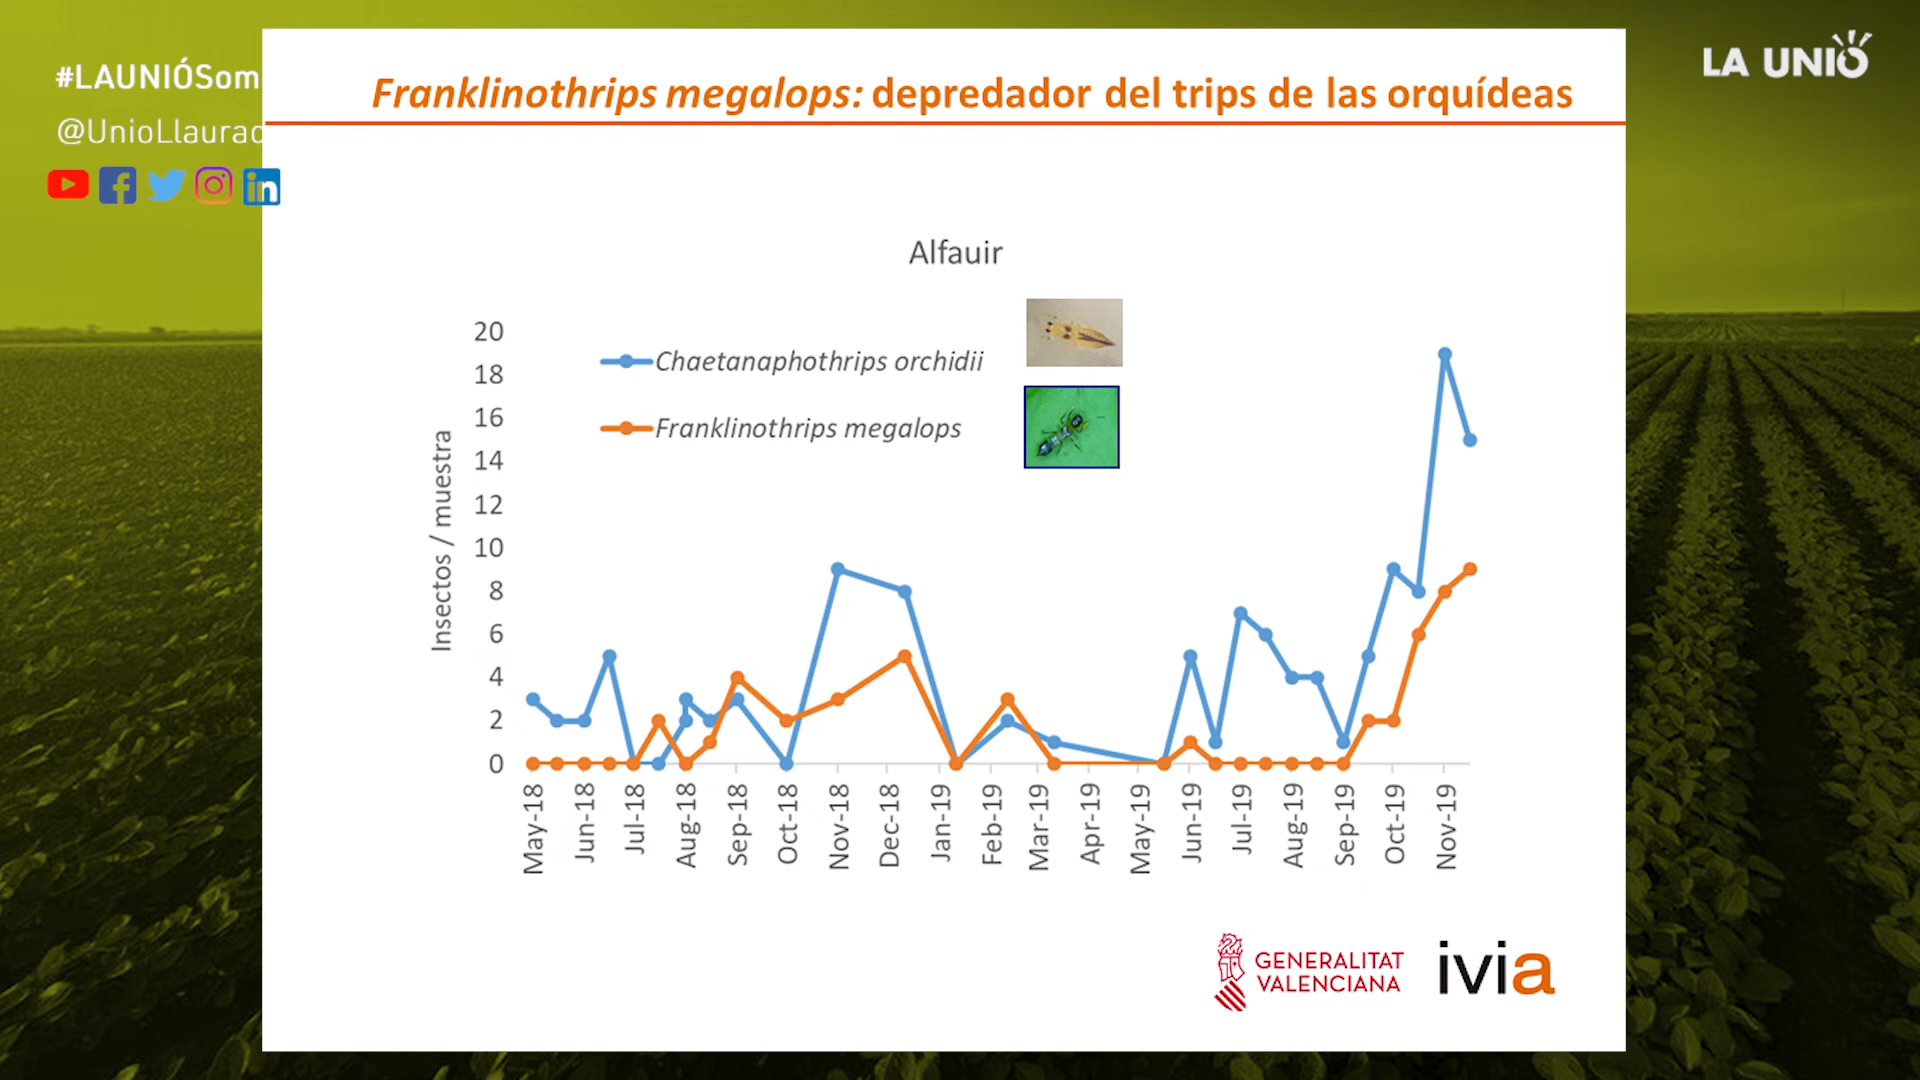 #LAUNIÓSom
@UnioLlaurad
LA UNIÓ
Franklinothrips megalops: depredador del trips de las orquídeas
Alfauir
Chaetanaphothrips orchidii
Franklinothrips megalops
Insectos / muestra
20
18
16
14
12
10
8
6
4
2
0
May-18
Jun-18
Jul-18
Aug-18
Sep-18
Oct-18
Nov-18
Dec-18
Jan-19
Feb-19
Mar-19
Apr-19
May-19
Jun-19
Jul-19
Aug-19
Sep-19
Oct-19
Nov-19
GENERALITAT
VALENCIANA
ivia